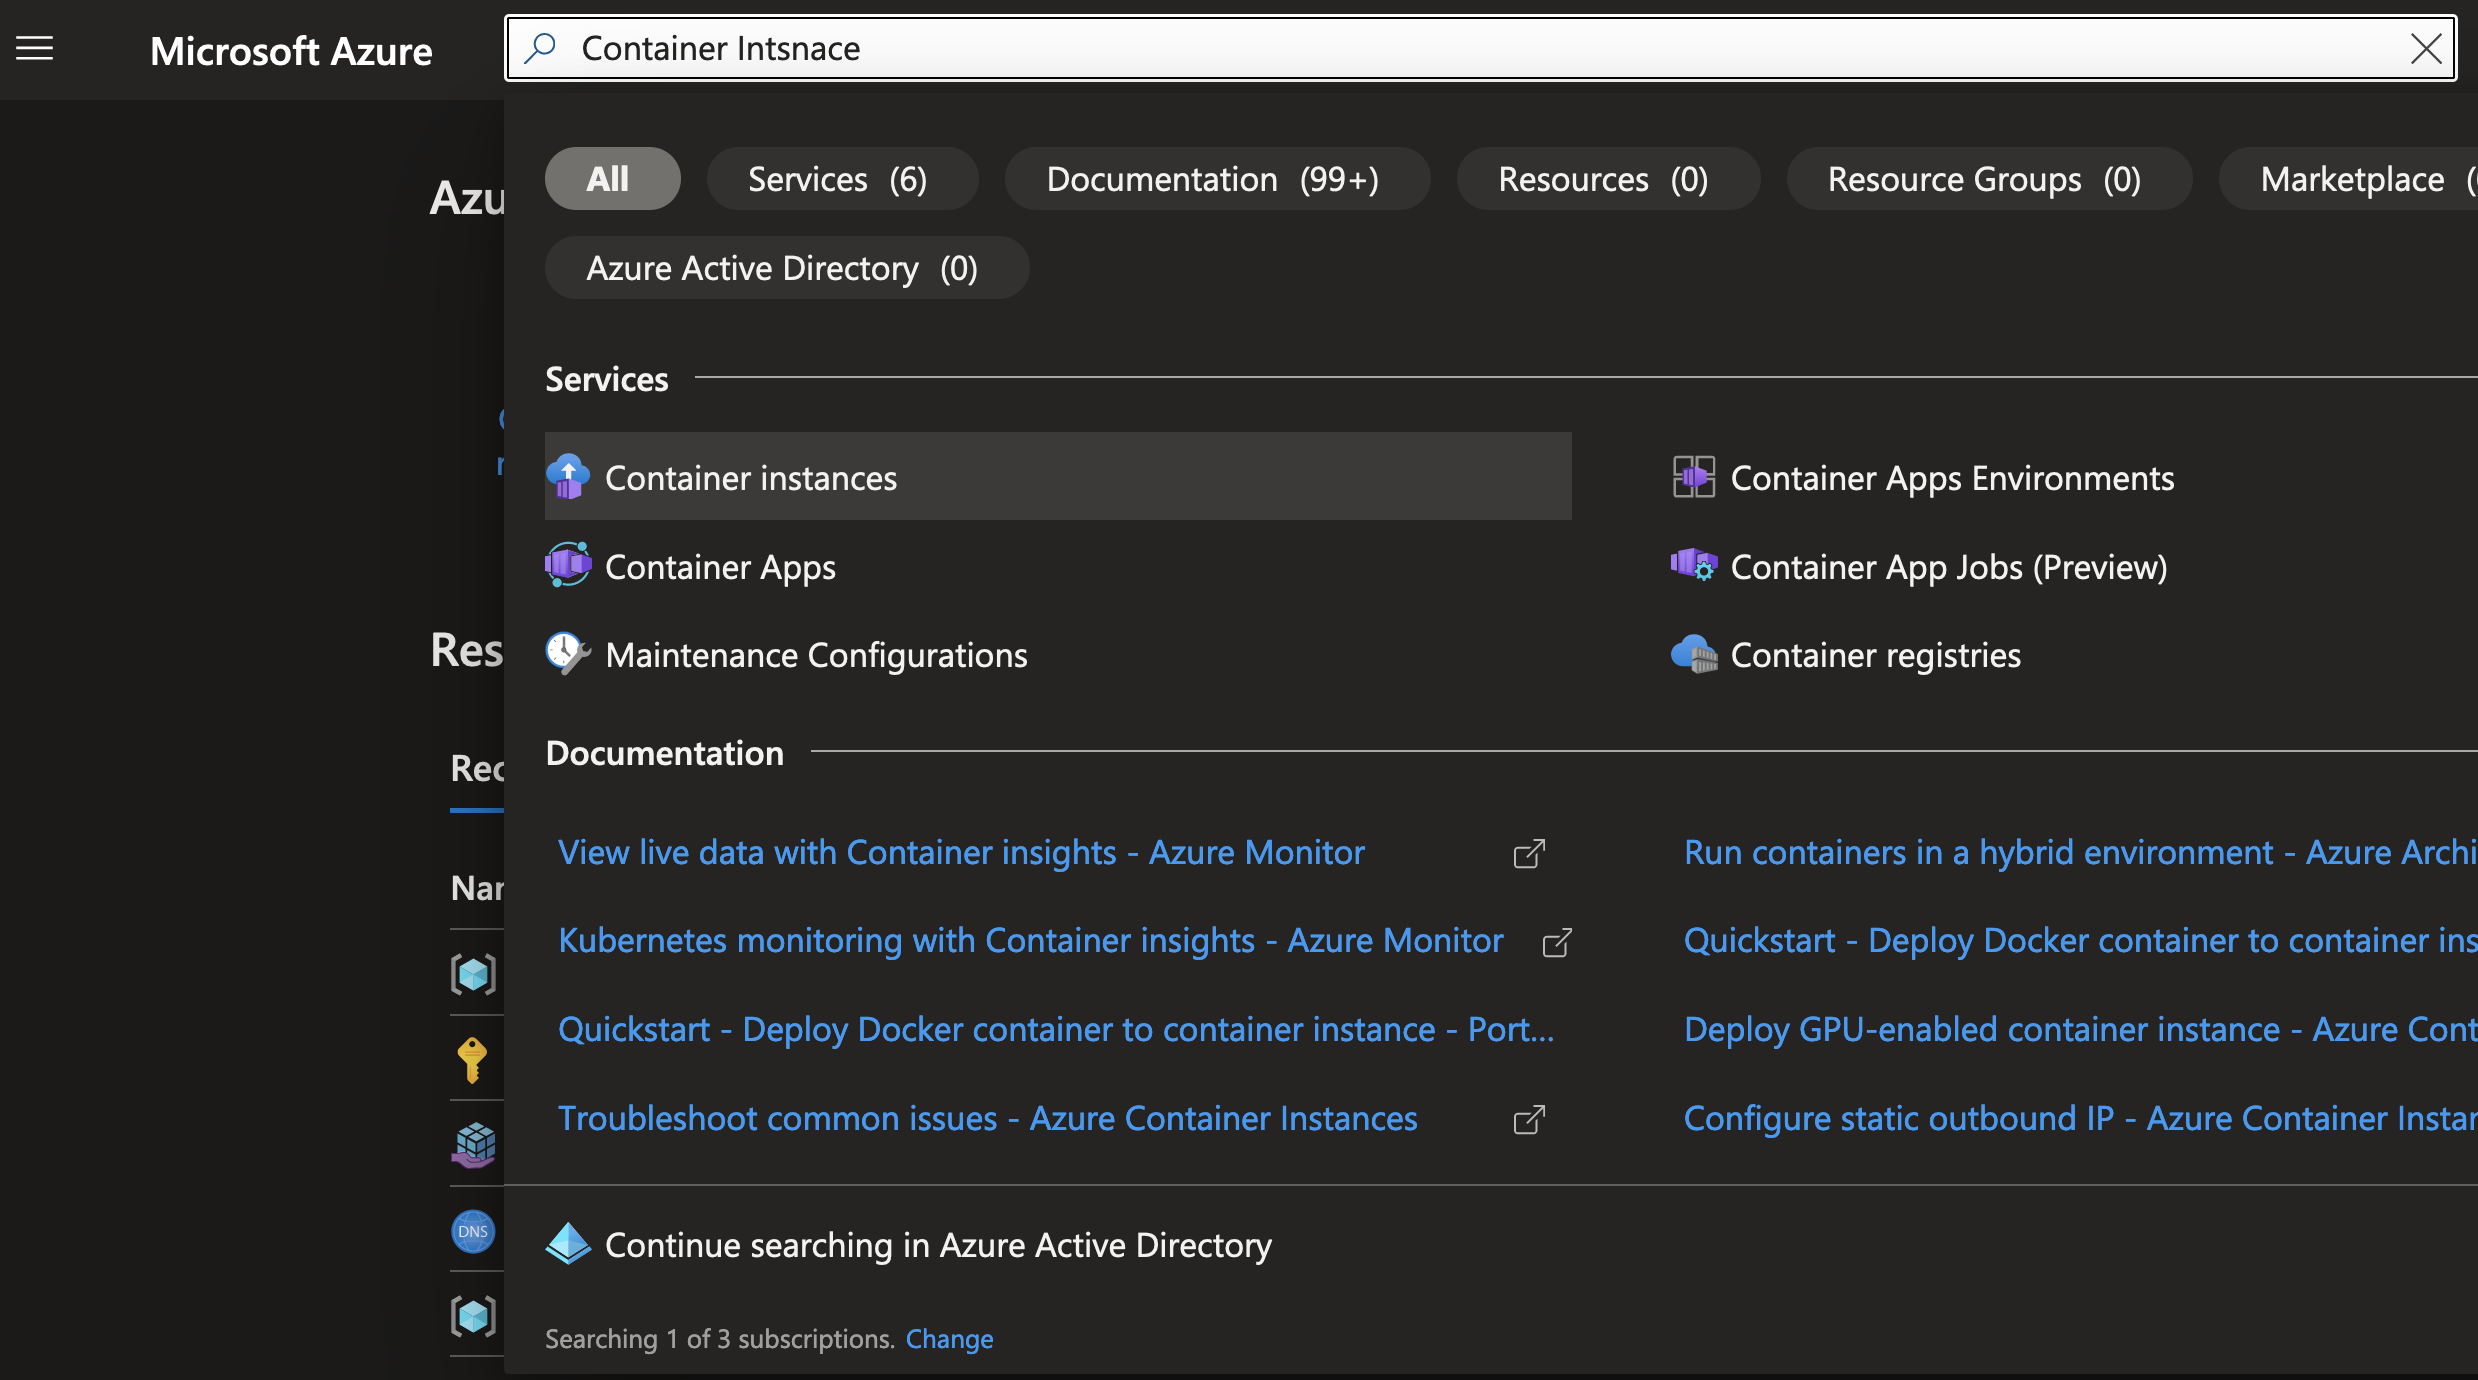 Microsoft Azure
Container Intsnace
All
Services (6)
Documentation (99+)
Resources (0)
Resource Groups (0)
Marketplace
Azure Active Directory (0)
Services
Container instances
Container Apps Environments
Container Apps
Container App Jobs (Preview)
Maintenance Configurations
Container registries
Documentation
View live data with Container insights - Azure Monitor
Run containers in a hybrid environment - Azure Archi
Kubernetes monitoring with Container insights - Azure Monitor
Quickstart - Deploy Docker container to container ins
Quickstart - Deploy Docker container to container instance - Port...
Deploy GPU-enabled container instance - Azure Cont
Troubleshoot common issues - Azure Container Instances
Configure static outbound IP - Azure Container Instan
Continue searching in Azure Active Directory
Searching 1 of 3 subscriptions. Change
Azu
Res
Rec
Nar
DNS